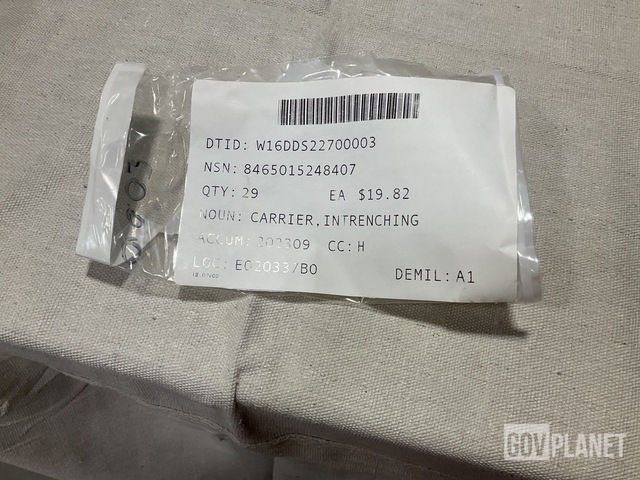 DTID: W16DDS22700003
NSN: 8465015248407
QTY: 29 EA $19.82
NOUN: CARRIER,INTRENCHING
ACCUM: 202309 CC: H
LOC: E02033/BO DEMIL: A1
GOVPLANET